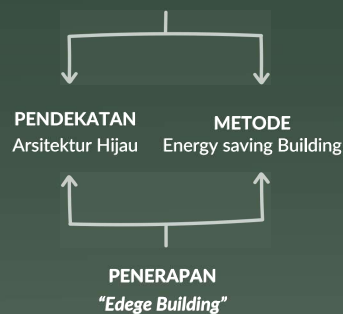 PENDEKATAN
Arsitektur Hijau
METODE
Energy saving Building
PENERAPAN
“Edege Building”